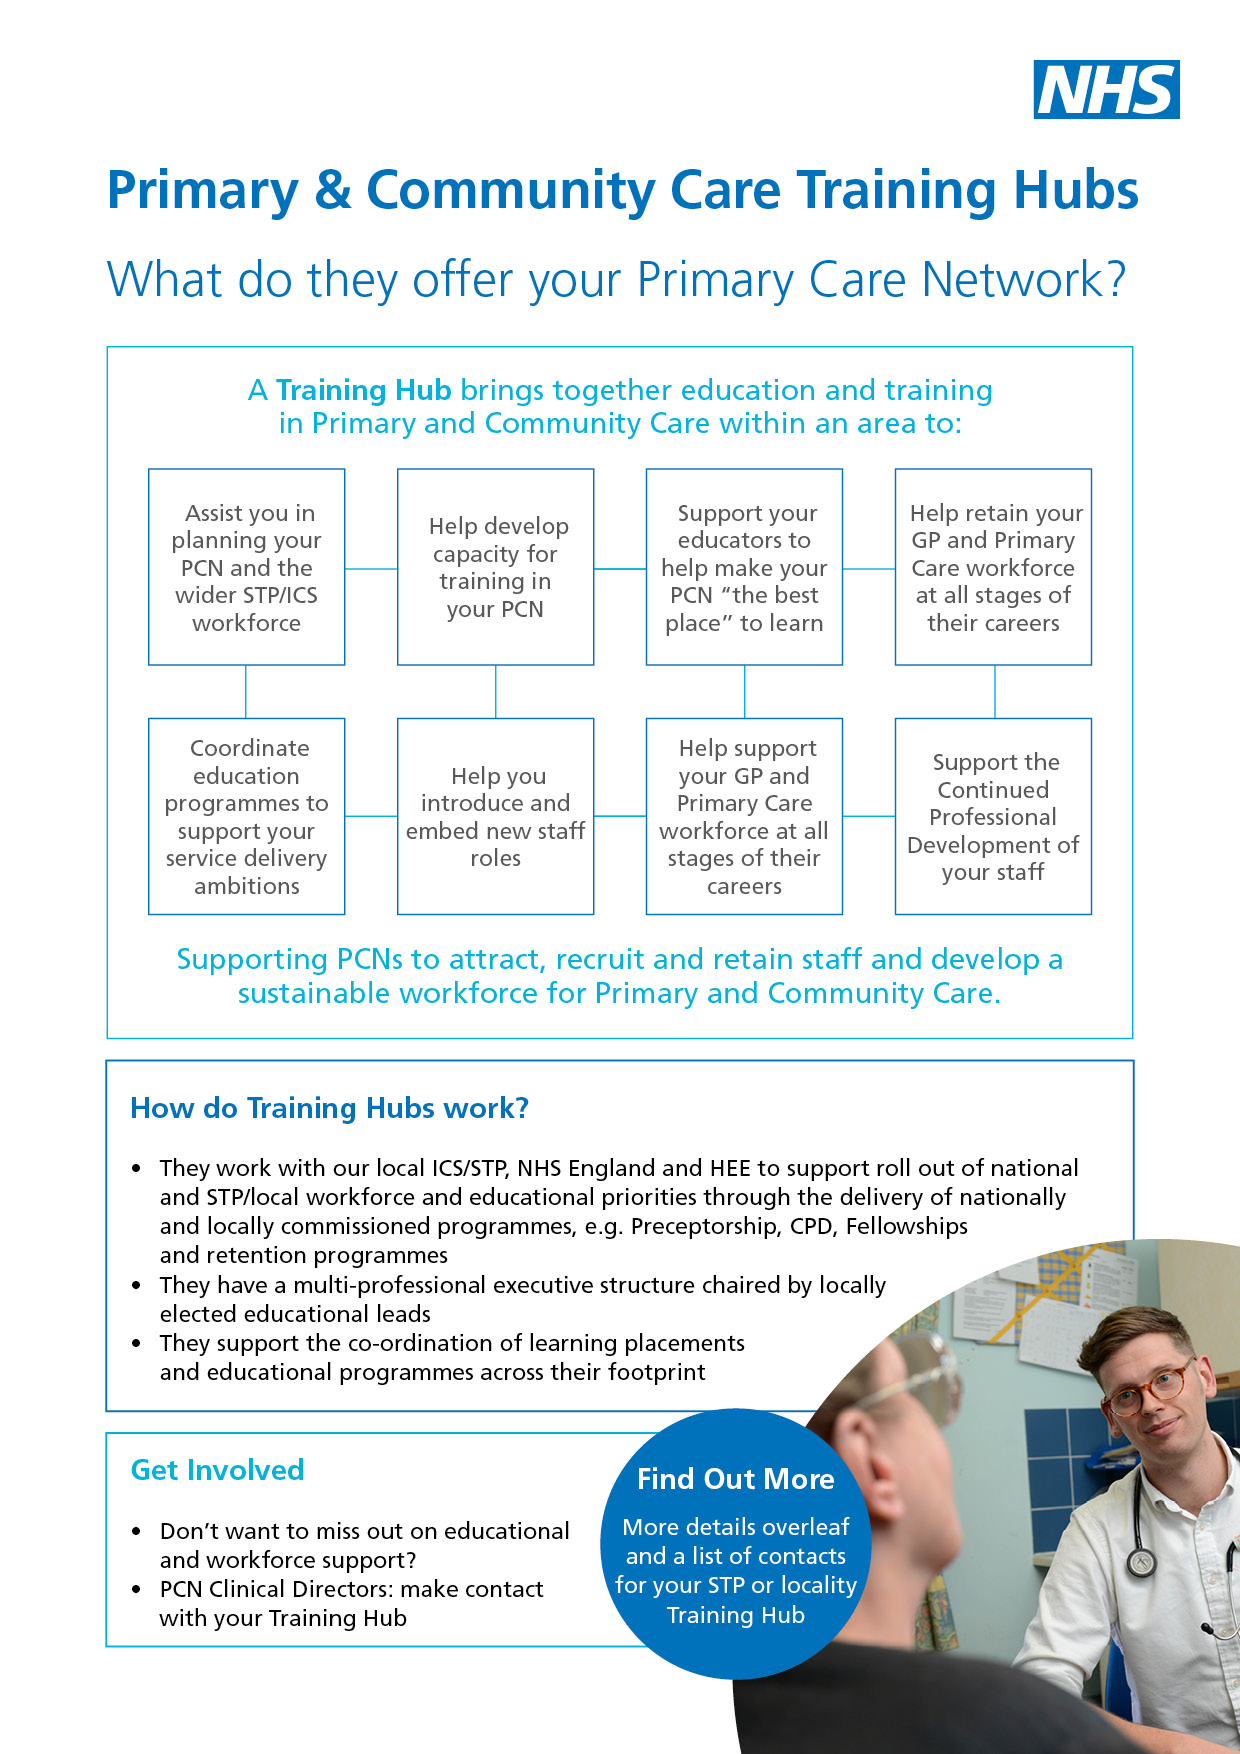 NHS
Primary & Community Care Training Hubs
What do they offer your Primary Care Network?
A Training Hub brings together education and training
in Primary and Community Care within an area to:
Assist you in
planning your
PCN and the
wider STP/ICS
workforce
Help develop
capacity for
training in
your PCN
Support your
educators to
help make your
PCN “the best
place” to learn
Help retain your
GP and Primary
Care workforce
at all stages of
their careers
Coordinate
education
programmes to
support your
service delivery
ambitions
Help you
introduce and
embed new staff
roles
Help support
your GP and
Primary Care
workforce at all
stages of their
careers
Support the
Continued
Professional
Development of
your staff
Supporting PCNs to attract, recruit and retain staff and develop a
sustainable workforce for Primary and Community Care.
How do Training Hubs work?
• They work with our local ICS/STP, NHS England and HEE to support roll out of national
and STP/local workforce and educational priorities through the delivery of nationally
and locally commissioned programmes, e.g. Preceptorship, CPD, Fellowships
and retention programmes
• They have a multi-professional executive structure chaired by locally
elected educational leads
• They support the co-ordination of learning placements
and educational programmes across their footprint
Get Involved
• Don’t want to miss out on educational
and workforce support?
• PCN Clinical Directors: make contact
with your Training Hub
Find Out More
More details overleaf
and a list of contacts
for your STP or locality
Training Hub